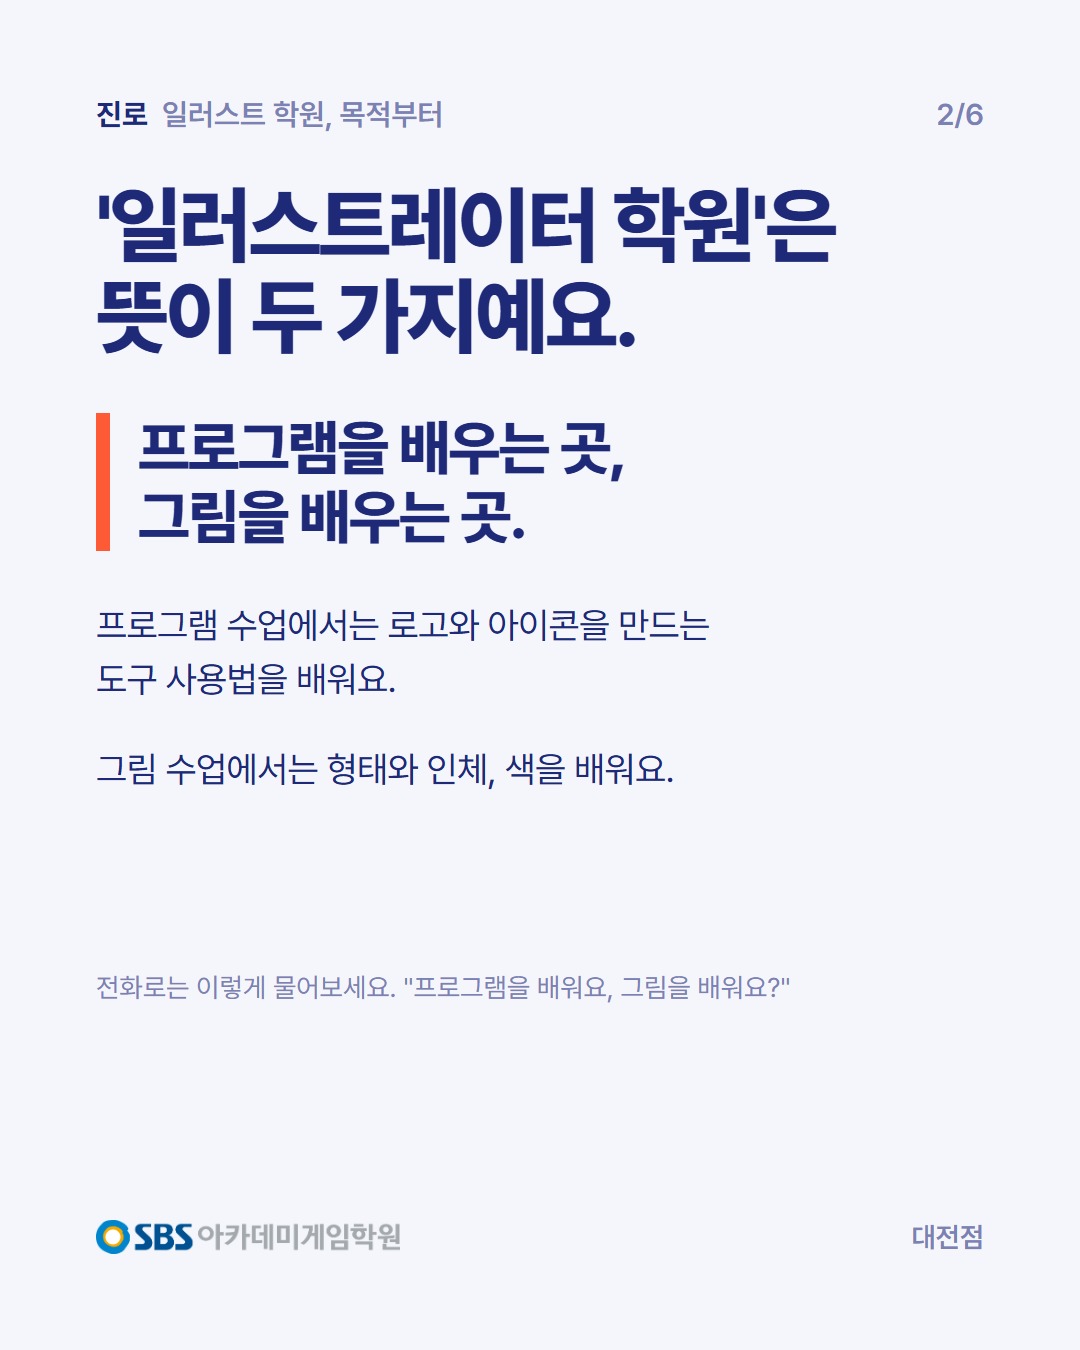 진로 일러스트 학원, 목적부터 2/6
'일러스트레이터 학원'은
뜻이 두 가지예요.
프로그램을 배우는 곳,
그림을 배우는 곳.
프로그램 수업에서는 로고와 아이콘을 만드는
도구 사용법을 배워요.
그림 수업에서는 형태와 인체, 색을 배워요.
전화로는 이렇게 물어보세요. "프로그램을 배워요, 그림을 배워요?"
SBS 아카데미게임학원 대전점